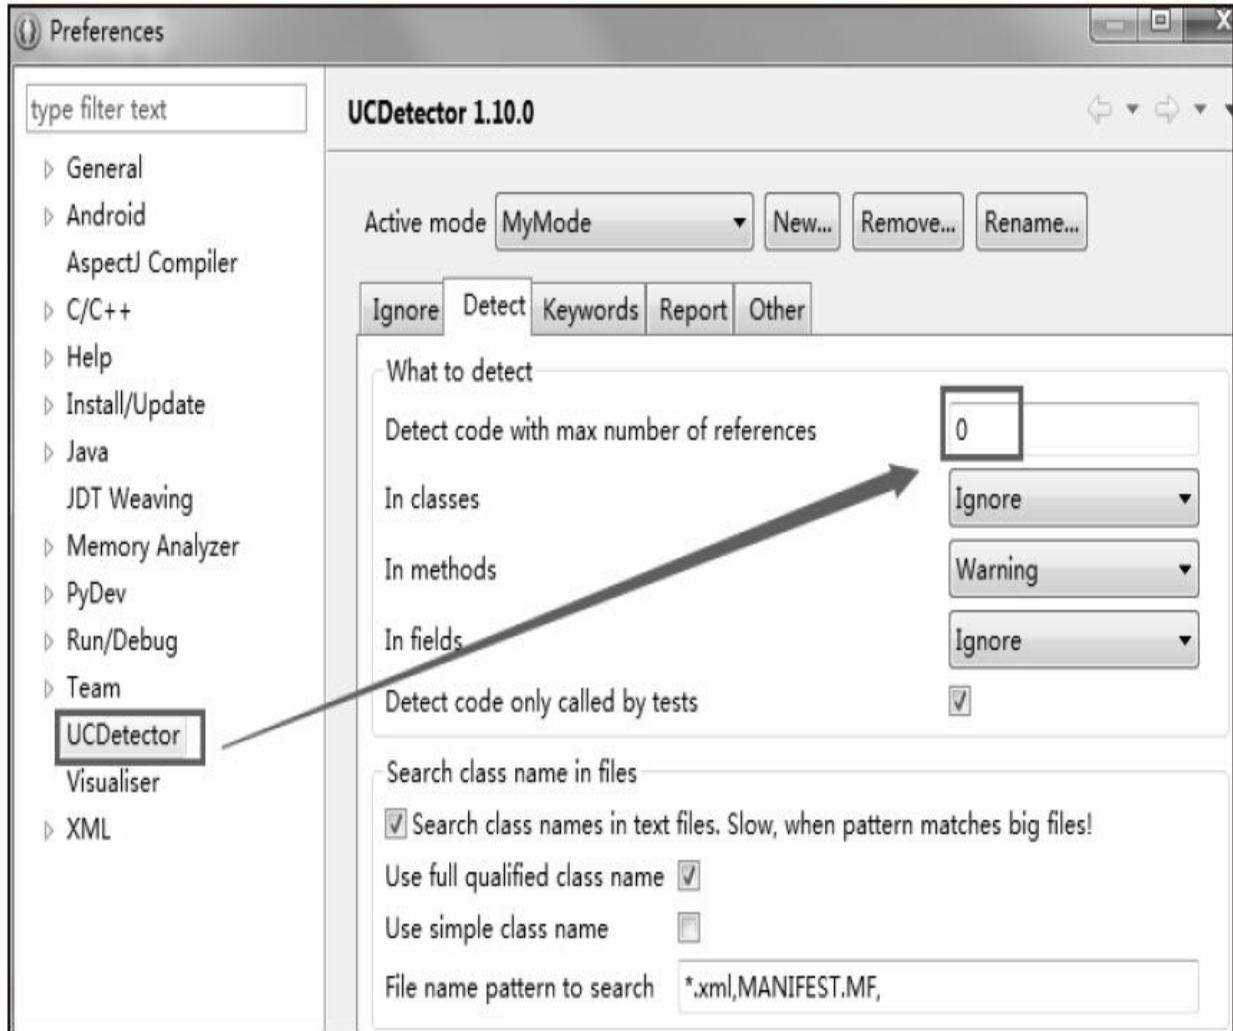 Preferences
type filter text
General
Android
AspectJ Compiler
C/C++
Help
Install/Update
Java
JDT Weaving
Memory Analyzer
PyDev
Run/Debug
Team
UCDetector
Visualiser
XML
UCDetector 1.10.0
Active mode MyMode New... Remove... Rename...
Ignore Detect Keywords Report Other
What to detect
Detect code with max number of references 0
In classes Ignore
In methods Warning
In fields Ignore
Detect code only called by tests
Search class name in files
Search class names in text files. Slow, when pattern matches big files!
Use full qualified class name
Use simple class name
File name pattern to search *.xml,MANIFEST.MF,